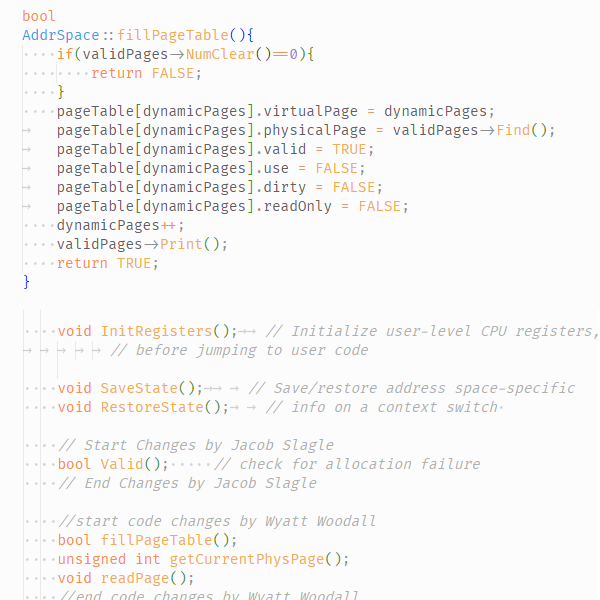 bool
AddrSpace::fillPageTable(){
    if(validPages->NumClear()==0){
        return FALSE;
    }
    pageTable[dynamicPages].virtualPage = dynamicPages;
    pageTable[dynamicPages].physicalPage = validPages->Find();
    pageTable[dynamicPages].valid = TRUE;
    pageTable[dynamicPages].use = FALSE;
    pageTable[dynamicPages].dirty = FALSE;
    pageTable[dynamicPages].readOnly = FALSE;
    dynamicPages++;
    validPages->Print();
    return TRUE;
}
    void InitRegisters(); // Initialize user-level CPU registers,
    // before jumping to user code
    void SaveState(); // Save/restore address space-specific
    void RestoreState(); // info on a context switch
    // Start Changes by Jacob Slagle
    bool Valid();     // check for allocation failure
    // End Changes by Jacob Slagle
    //start code changes by Wyatt Woodall
    bool fillPageTable();
    unsigned int getCurrentPhysPage();
    void readPage();
    //end code changes by Wyatt Woodall